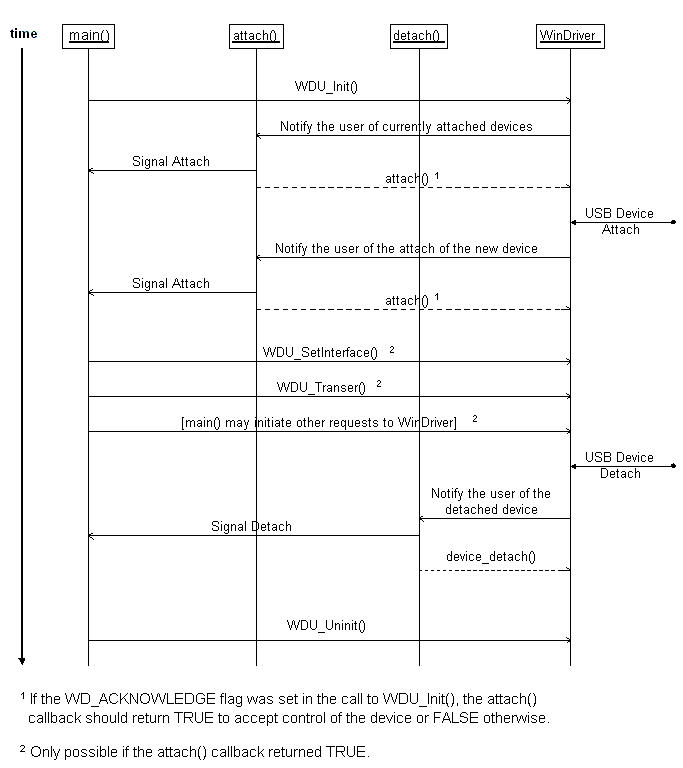 time
main()
attach()
detach()
WinDriver
WDU_Init()
Notify the user of currently attached devices
Signal Attach
attach() 1
USB Device
Attach
Notify the user of the attach of the new device
Signal Attach
attach() 1
WDU_SetInterface() 2
WDU_Transer() 2
[main() may initiate other requests to WinDriver] 2
USB Device
Detach
Notify the user of the
detached device
Signal Detach
device_detach()
WDU_Uninit()
1 If the WD_ACKNOWLEDGE flag was set in the call to WDU_Init(), the attach()
callback should return TRUE to accept control of the device or FALSE otherwise.
2 Only possible if the attach() callback returned TRUE.